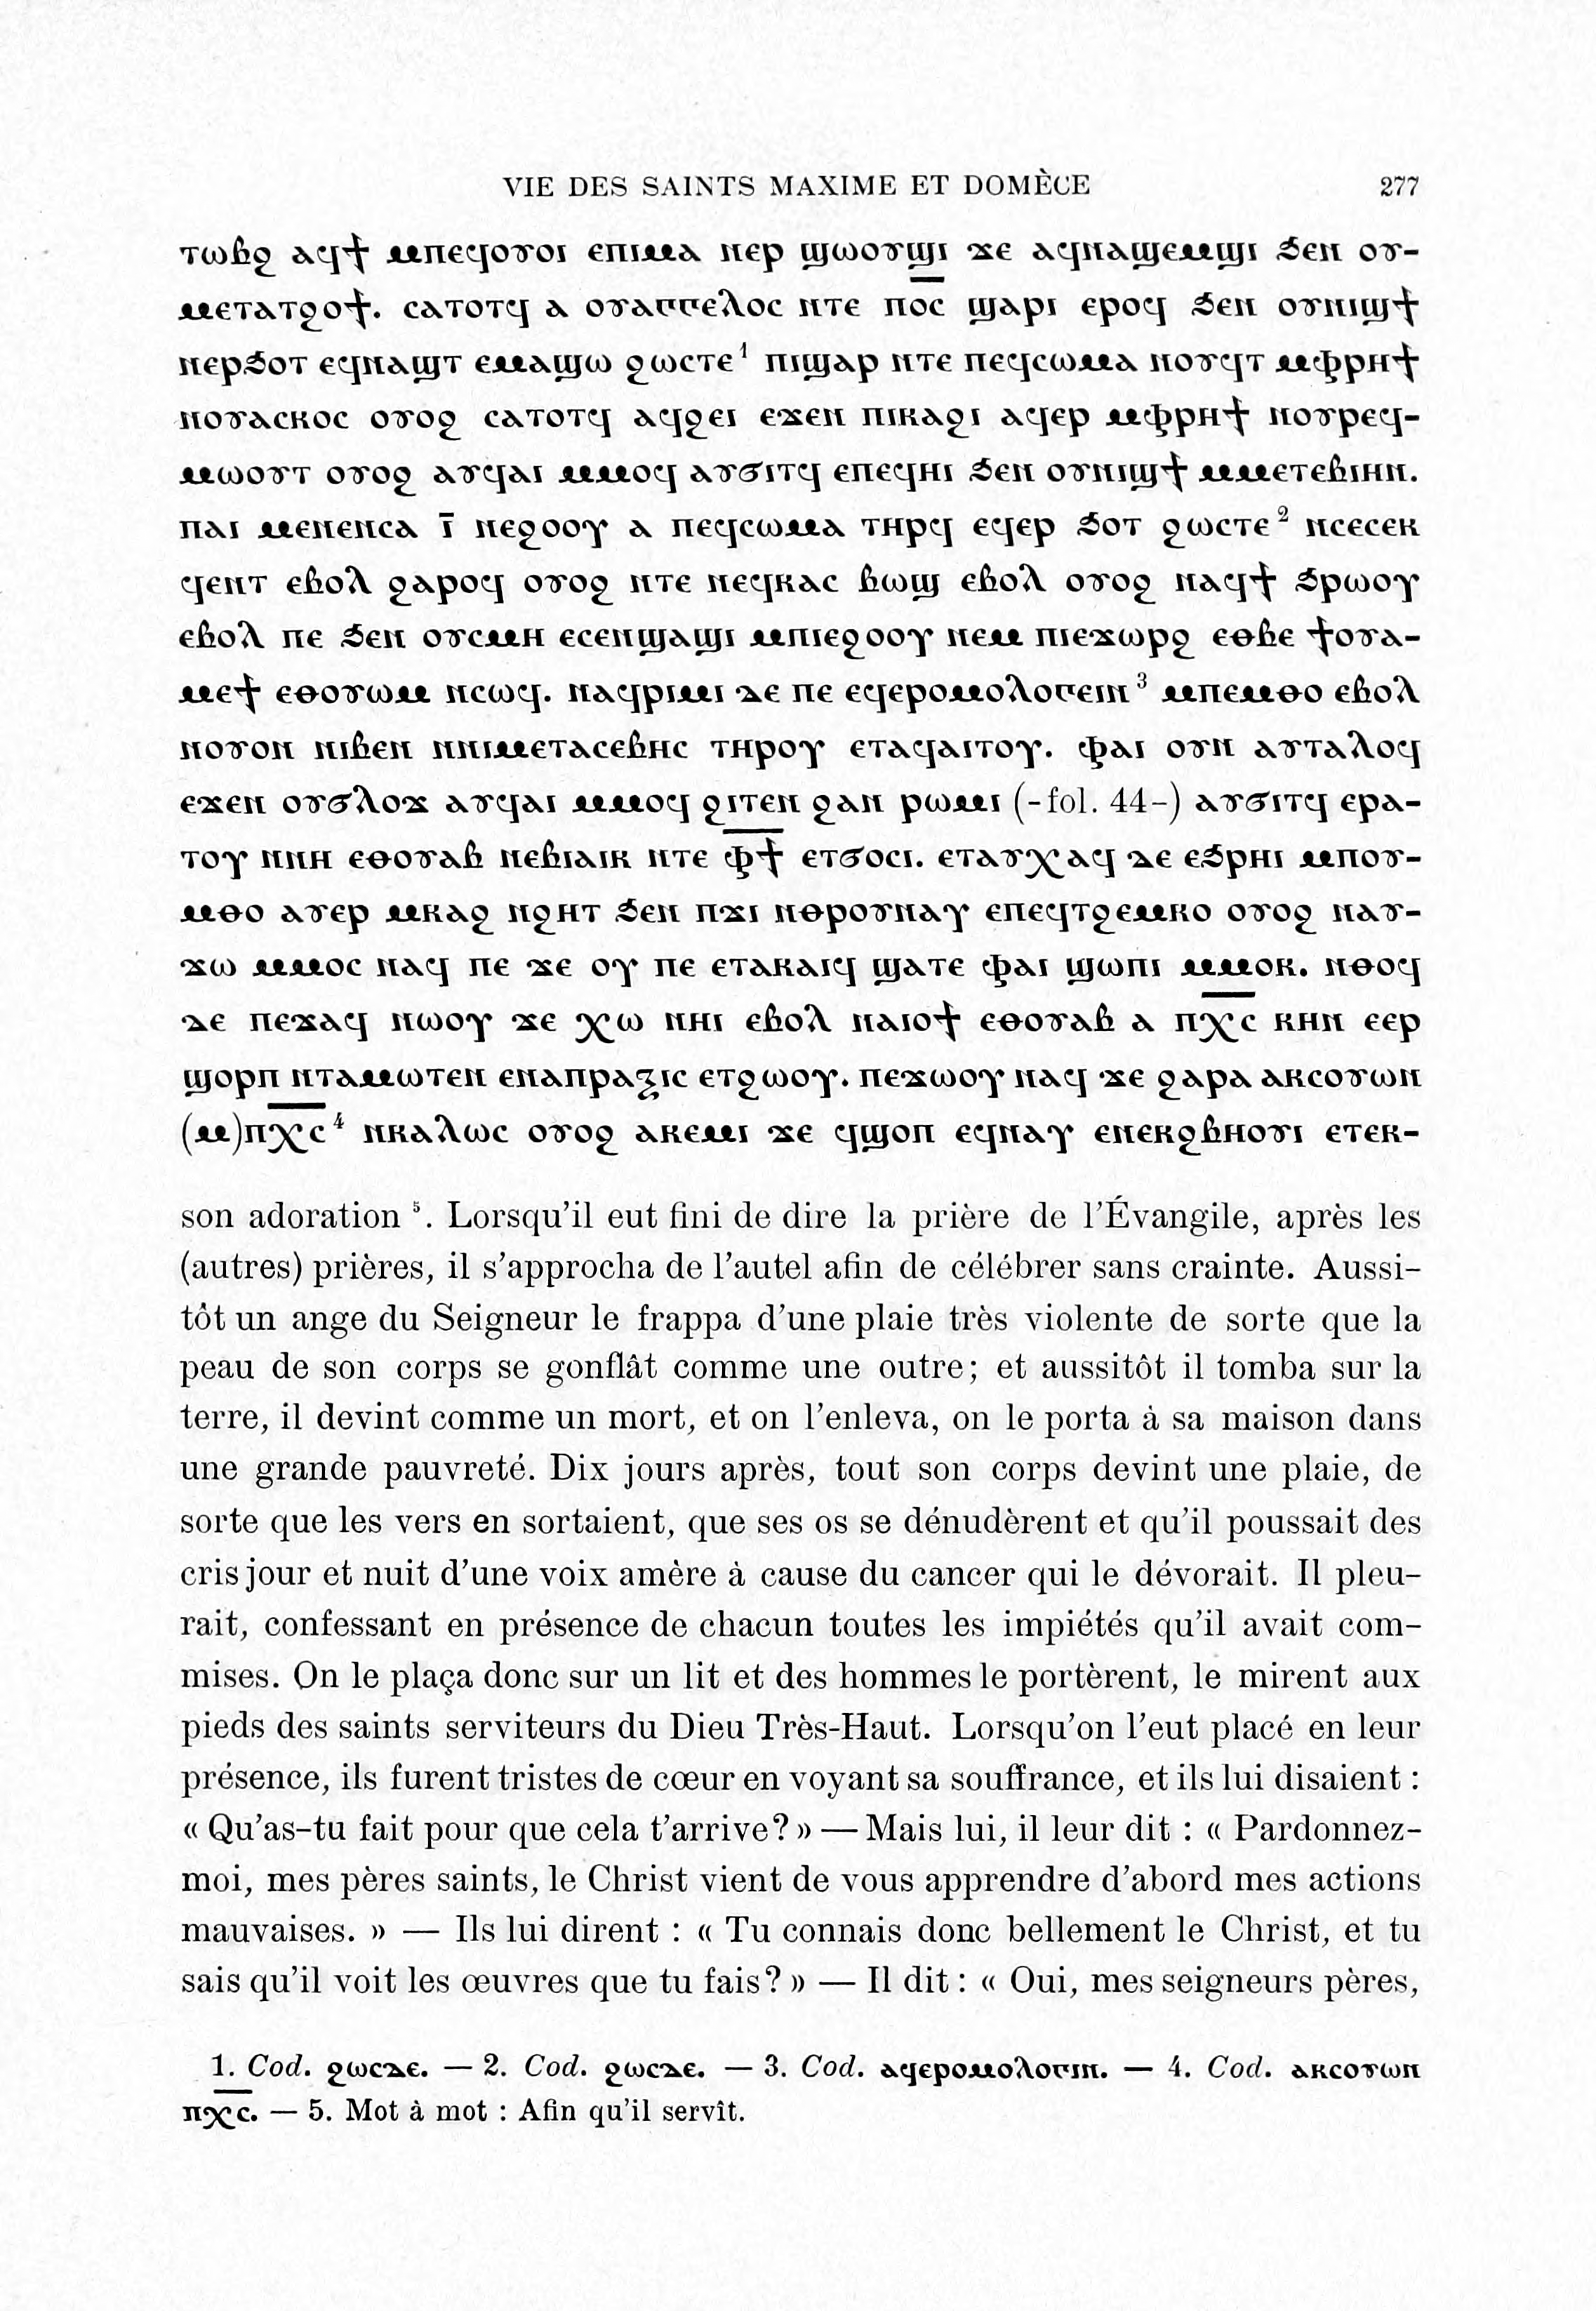 VIE DES SAINTS MAXIME ET DOMÈCE 277
ⲧⲱⲃϩ ⲁϥϯ ⲙⲡⲉϥⲟⲩⲟⲓ ⲉⲡⲓⲙⲁ ⲛⲉⲣ ϣⲱⲟⲩϣⲓ ϫⲉ ⲁϥⲛⲁϣⲉⲙϣⲓ ϧⲉⲛ ⲟⲩ-
ⲙⲉⲧⲁⲧϩⲟϯ. ⲥⲁⲧⲟⲧϥ ⲁ ⲟⲩⲁⲅⲅⲉⲗⲟⲥ ⲛⲧⲉ ⲡⲟ̅ⲥ̅ ϣⲁⲣⲓ ⲉⲣⲟϥ ϧⲉⲛ ⲟⲩⲛⲓϣϯ
ⲛⲉⲣϧⲟⲧ ⲉϥⲛⲁϣⲧ ⲉⲙⲁϣⲱ ϩⲱⲥⲧⲉ¹ ⲡⲓϣⲁⲣ ⲛⲧⲉ ⲡⲉϥⲥⲱⲙⲁ ⲛⲟⲩϥⲧ ⲙⲫⲣⲏϯ
ⲛⲟⲩⲁⲥⲕⲟⲥ ⲟⲩⲟϩ ⲥⲁⲧⲟⲧϥ ⲁϥϩⲉⲓ ⲉϫⲉⲛ ⲡⲓⲕⲁϩⲓ ⲁϥⲉⲣ ⲙⲫⲣⲏϯ ⲛⲟⲩⲣⲉϥ-
ⲙⲱⲟⲩⲧ ⲟⲩⲟϩ ⲁⲩϥⲁⲓ ⲙⲙⲟϥ ⲁⲩϭⲓⲧϥ ⲉⲡⲉϥⲏⲓ ϧⲉⲛ ⲟⲩⲛⲓϣϯ ⲙⲙⲉⲧⲉⲃⲓⲏⲛ.
ⲡⲁⲓ ⲙⲉⲛⲉⲛⲥⲁ ⲓ̅ ⲛⲉϩⲟⲟⲩ ⲁ ⲡⲉϥⲥⲱⲙⲁ ⲧⲏⲣϥ ⲉϥⲉⲣ ϧⲟⲧ ϩⲱⲥⲧⲉ² ⲛⲥⲉⲥⲉⲕ
ϥⲉⲛⲧ ⲉⲃⲟⲗ ϩⲁⲣⲟϥ ⲟⲩⲟϩ ⲛⲧⲉ ⲛⲉϥⲕⲁⲥ ⲃⲱϣ ⲉⲃⲟⲗ ⲟⲩⲟϩ ⲛⲁϥϯ ϧⲣⲱⲟⲩ
ⲉⲃⲟⲗ ⲡⲉ ϧⲉⲛ ⲟⲩⲥⲙⲏ ⲉⲥⲉⲛϣⲁϣⲓ ⲙⲡⲓⲉϩⲟⲟⲩ ⲛⲉⲙ ⲡⲓⲉϫⲱⲣϩ ⲉⲑⲃⲉ ϯⲟⲩⲁ-
ⲙⲉϯ ⲉⲑⲟⲩⲱⲙ ⲛⲥⲱϥ. ⲛⲁϥⲣⲓⲙⲓ ⲇⲉ ⲡⲉ ⲉϥⲉⲣⲟⲙⲟⲗⲟⲅⲉⲓⲛ³ ⲙⲡⲉⲙⲑⲟ ⲉⲃⲟⲗ
ⲛⲟⲩⲟⲛ ⲛⲓⲃⲉⲛ ⲛⲛⲓⲙⲉⲧⲁⲥⲉⲃⲏⲥ ⲧⲏⲣⲟⲩ ⲉⲧⲁϥⲁⲓⲧⲟⲩ. ⲫⲁⲓ ⲟⲩⲛ ⲁⲩⲧⲁⲗⲟϥ
ⲉϫⲉⲛ ⲟⲩϭⲗⲟϫ ⲁⲩϥⲁⲓ ⲙⲙⲟϥ ϩⲓⲧⲉⲛ ϩⲁⲛ ⲣⲱⲙⲓ (-fol. 44-) ⲁⲩϭⲓⲧϥ ⲉⲣⲁ-
ⲧⲟⲩ ⲛⲛⲏ ⲉⲑⲟⲩⲁⲃ ⲛⲉⲃⲓⲁⲓⲕ ⲛⲧⲉ ⲫ̅ϯ̅ ⲉⲧϭⲟⲥⲓ. ⲉⲧⲁⲩⲭⲁϥ ⲇⲉ ⲉϧⲣⲏⲓ ⲙⲡⲟⲩ-
ⲙⲑⲟ ⲁⲩⲉⲣ ⲙⲕⲁϩ ⲛϩⲏⲧ ϧⲉⲛ ⲡϫⲓ ⲛⲑⲣⲟⲩⲛⲁⲩ ⲉⲡⲉϥⲧϩⲉⲙⲕⲟ ⲟⲩⲟϩ ⲛⲁⲩ-
ϫⲱ ⲙⲙⲟⲥ ⲛⲁϥ ⲡⲉ ϫⲉ ⲟⲩ ⲡⲉ ⲉⲧⲁⲕⲁⲓϥ ϣⲁⲧⲉ ⲫⲁⲓ ϣⲱⲡⲓ ⲙⲙⲟⲕ. ⲛⲑⲟϥ
ⲇⲉ ⲡⲉϫⲁϥ ⲛⲱⲟⲩ ϫⲉ ⲭⲱ ⲛⲏⲓ ⲉⲃⲟⲗ ⲛⲁⲓⲟϯ ⲉⲑⲟⲩⲁⲃ ⲁ ⲡⲭ̅ⲥ̅ ⲕⲏⲛ ⲉⲉⲣ
ϣⲟⲣⲡ ⲛⲧⲁⲙⲱⲧⲉⲛ ⲉⲛⲁⲡⲣⲁⲝⲓⲥ ⲉⲧϩⲱⲟⲩ. ⲡⲉϫⲱⲟⲩ ⲛⲁϥ ϫⲉ ϩⲁⲣⲁ ⲁⲕⲥⲟⲩⲱⲛ
(ⲙ)ⲡⲭ̅ⲥ̅⁴ ⲛⲕⲁⲗⲱⲥ ⲟⲩⲟϩ ⲁⲕⲉⲙⲓ ϫⲉ ϥϣⲟⲡ ⲉϥⲛⲁⲩ ⲉⲛⲉⲕϩⲃⲏⲟⲩⲓ ⲉⲧⲉⲕ-
son adoration ⁵. Lorsqu'il eut fini de dire la prière de l'Évangile, après les
(autres) prières, il s'approcha de l'autel afin de célébrer sans crainte. Aussi-
tôt un ange du Seigneur le frappa d'une plaie très violente de sorte que la
peau de son corps se gonflât comme une outre; et aussitôt il tomba sur la
terre, il devint comme un mort, et on l'enleva, on le porta à sa maison dans
une grande pauvreté. Dix jours après, tout son corps devint une plaie, de
sorte que les vers en sortaient, que ses os se dénudèrent et qu'il poussait des
cris jour et nuit d'une voix amère à cause du cancer qui le dévorait. Il pleu-
rait, confessant en présence de chacun toutes les impiétés qu'il avait com-
mises. On le plaça donc sur un lit et des hommes le portèrent, le mirent aux
pieds des saints serviteurs du Dieu Très-Haut. Lorsqu'on l'eut placé en leur
présence, ils furent tristes de cœur en voyant sa souffrance, et ils lui disaient :
« Qu'as-tu fait pour que cela t'arrive? » — Mais lui, il leur dit : « Pardonnez-
moi, mes pères saints, le Christ vient de vous apprendre d'abord mes actions
mauvaises. » — Ils lui dirent : « Tu connais donc bellement le Christ, et tu
sais qu'il voit les œuvres que tu fais? » — Il dit : « Oui, mes seigneurs pères,
1. Cod. ϩⲱⲥⲇⲉ. — 2. Cod. ϩⲱⲥⲇⲉ. — 3. Cod. ⲁϥⲉⲣⲟⲙⲟⲗⲟⲅⲓⲛ. — 4. Cod. ⲁⲕⲥⲟⲩⲱⲛ
ⲡ̅ⲭ̅ⲥ. — 5. Mot à mot : Afin qu'il servît.